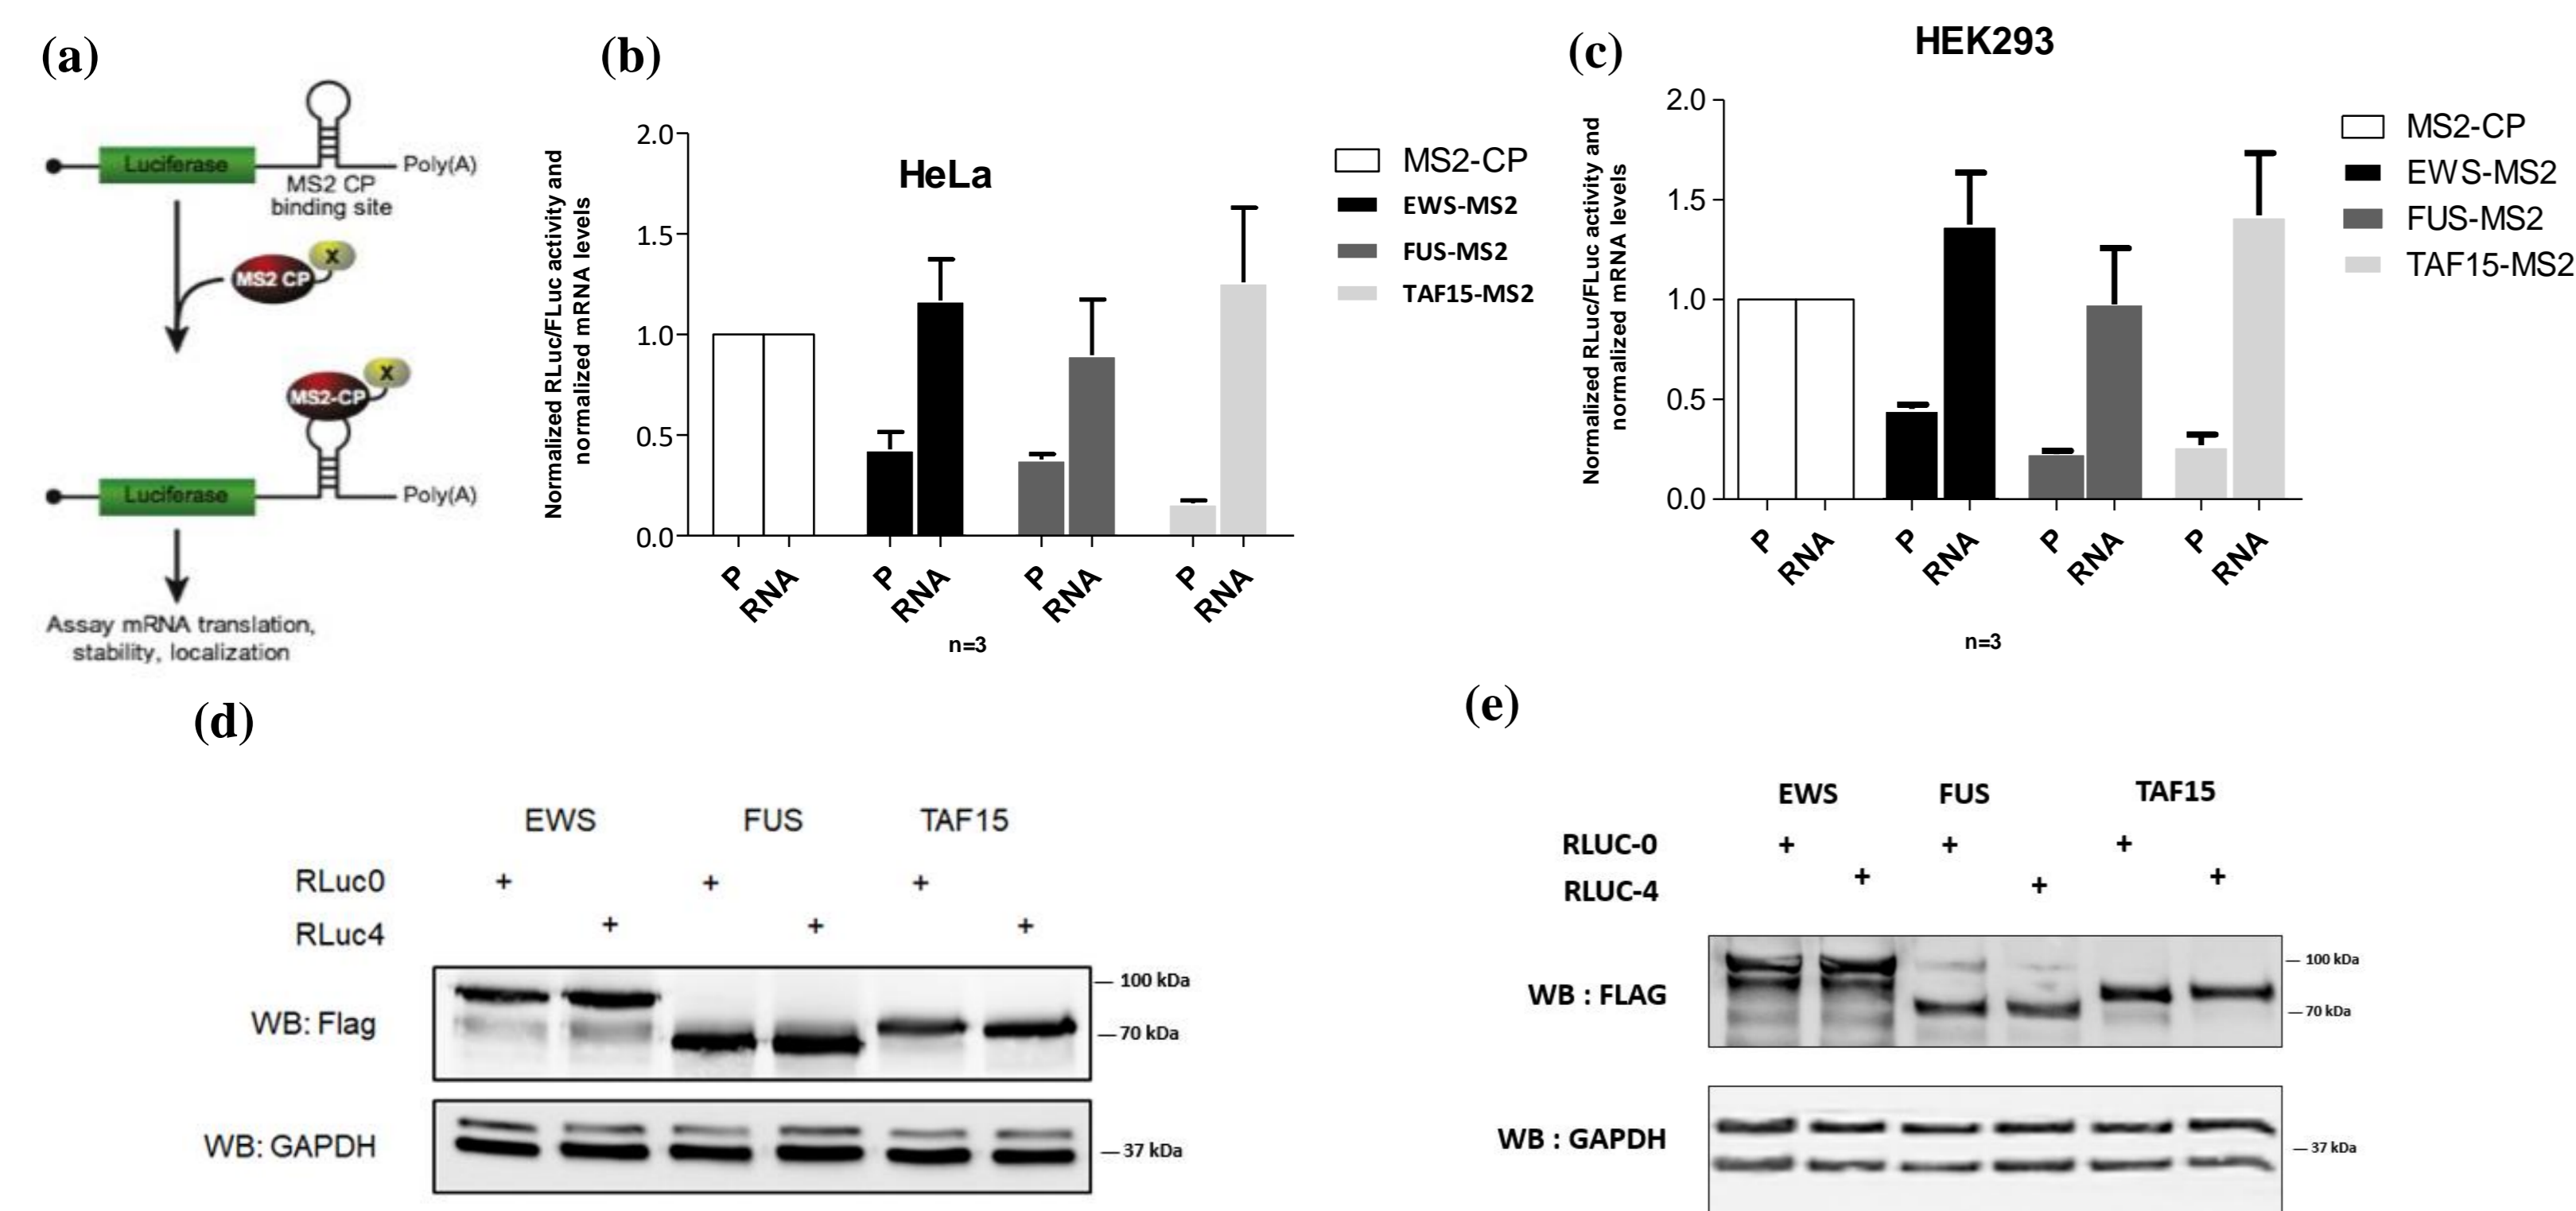 (a)
Luciferase
Poly(A)
MS2 CP
binding site
MS2 CP
X
MS2-CP
X
Luciferase
Poly(A)
Assay mRNA translation,
stability, localization
(b)
HeLa
Normalized RLuc/FLuc activity and
normalized mRNA levels
2.0
1.5
1.0
0.5
0.0
P RNA P RNA P RNA P RNA
n=3
MS2-CP
EWS-MS2
FUS-MS2
TAF15-MS2
(c)
HEK293
Normalized RLuc/FLuc activity and
normalized mRNA levels
2.0
1.5
1.0
0.5
0.0
P RNA P RNA P RNA P RNA
n=3
MS2-CP
EWS-MS2
FUS-MS2
TAF15-MS2
(d)
EWS FUS TAF15
RLuc0 + + +
RLuc4 + + +
WB: Flag
100 kDa
70 kDa
WB: GAPDH
37 kDa
(e)
EWS FUS TAF15
RLUC-0 + + +
RLUC-4 + + +
WB : FLAG
100 kDa
70 kDa
WB : GAPDH
37 kDa